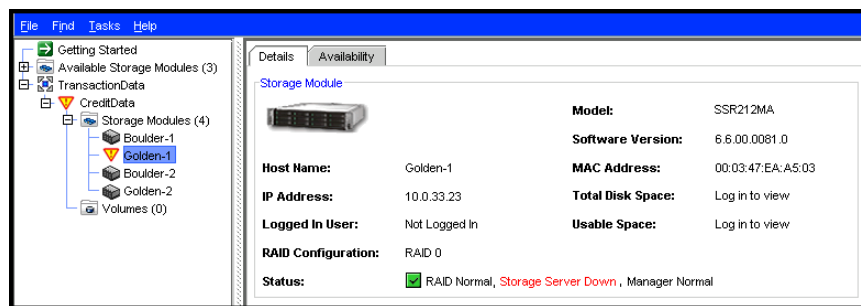 File Find Tasks Help
Getting Started
Available Storage Modules (3)
TransactionData
CreditData
Storage Modules (4)
Boulder-1
Golden-1
Boulder-2
Golden-2
Volumes (0)
Details Availability
Storage Module
Model: SSR212MA
Software Version: 6.6.00.0081.0
Host Name: Golden-1 MAC Address: 00:03:47:EA:A5:03
IP Address: 10.0.33.23 Total Disk Space: Log in to view
Logged In User: Not Logged In Usable Space: Log in to view
RAID Configuration: RAID 0
Status: RAID Normal, Storage Server Down , Manager Normal